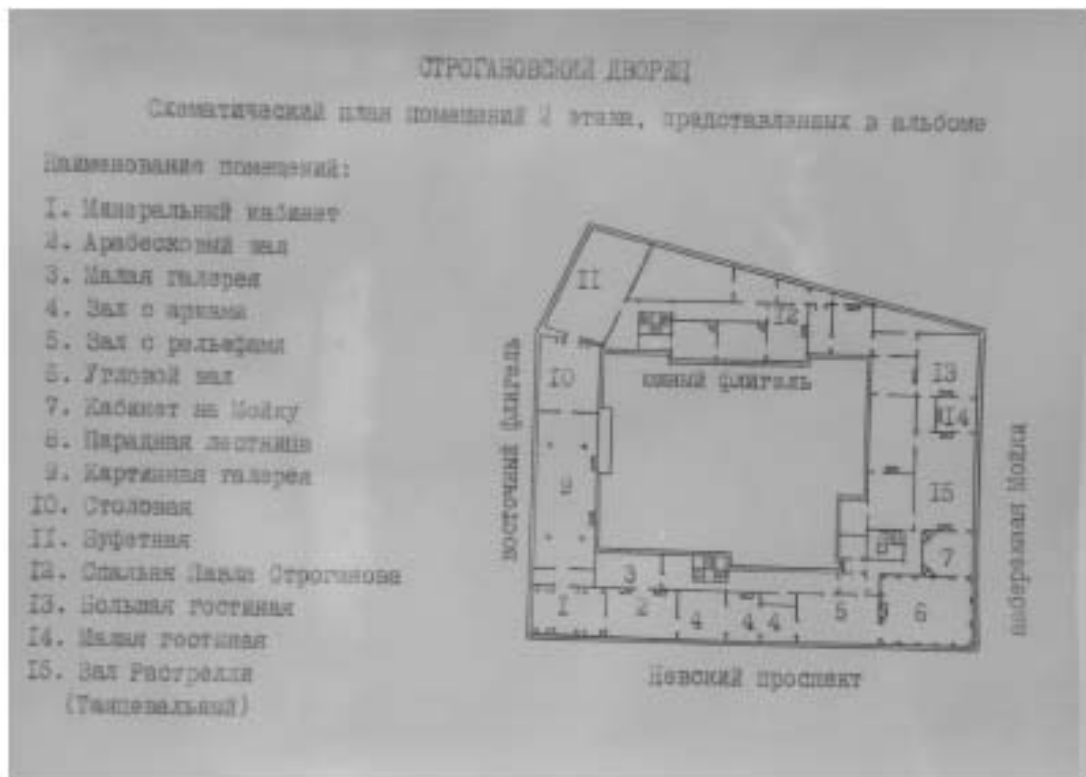 СТРОГАНОВСКИЙ ДВОРЕЦ
Схематический план помещений 2 этажа, представленных в альбоме
Наименования помещений:
I. Минеральный кабинет
2. Арабесковый зал
3. Малая галерея
4. Зал с арками
5. Зал с рельефами
6. Угловой зал
7. Кабинет на Мойку
8. Парадная лестница
9. Картинная галерея
I0. Столовая
II. Буфетная
I2. Спальня Павла Строганова
I3. Большая гостиная
I4. Малая гостиная
I5. Зал Растрелли
(Танцевальный)
II
I2
восточный флигель
I0
южный флигель
I3
I4
I5
набережная Мойки
7
3
I
2
4
4
4
5
6
Невский проспект